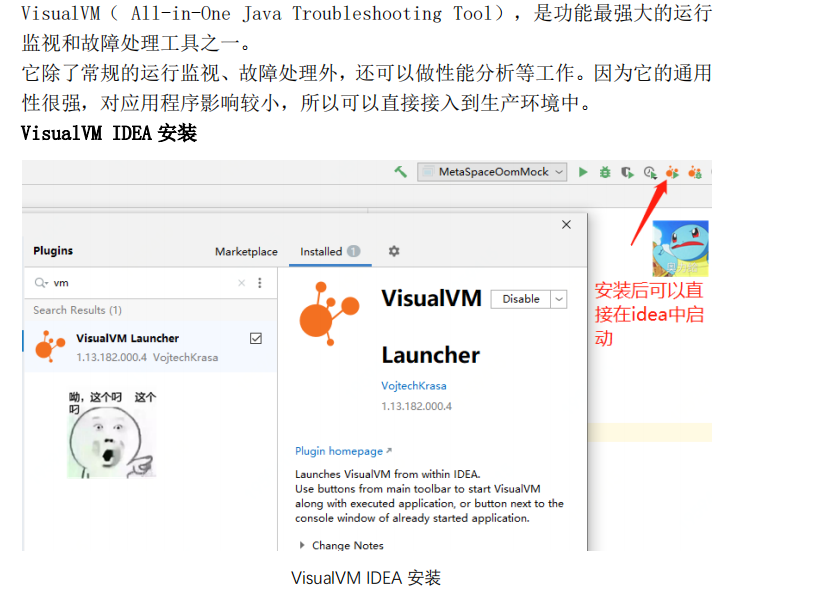 VisualVM（ All-in-One Java Troubleshooting Tool），是功能最强大的运行
监视和故障处理工具之一。
它除了常规的运行监视、故障处理外，还可以做性能分析等工作。因为它的通用
性很强，对应用程序影响较小，所以可以直接接入到生产环境中。
VisualVM IDEA 安装
MetaSpaceOomMock
Plugins
Marketplace
Installed 1
vm
Search Results (1)
VisualVM Launcher
1.13.182.000.4 VojtechKrasa
呦，这个叼 这个
叼
VisualVM
Disable
Launcher
VojtechKrasa
1.13.182.000.4
Plugin homepage
Launches VisualVM from within IDEA.
Use buttons from main toolbar to start VisualVM
along with executed application, or button next to the
console window of already started application.
Change Notes
安装后可以直
接在idea中启
动
VisualVM IDEA 安装